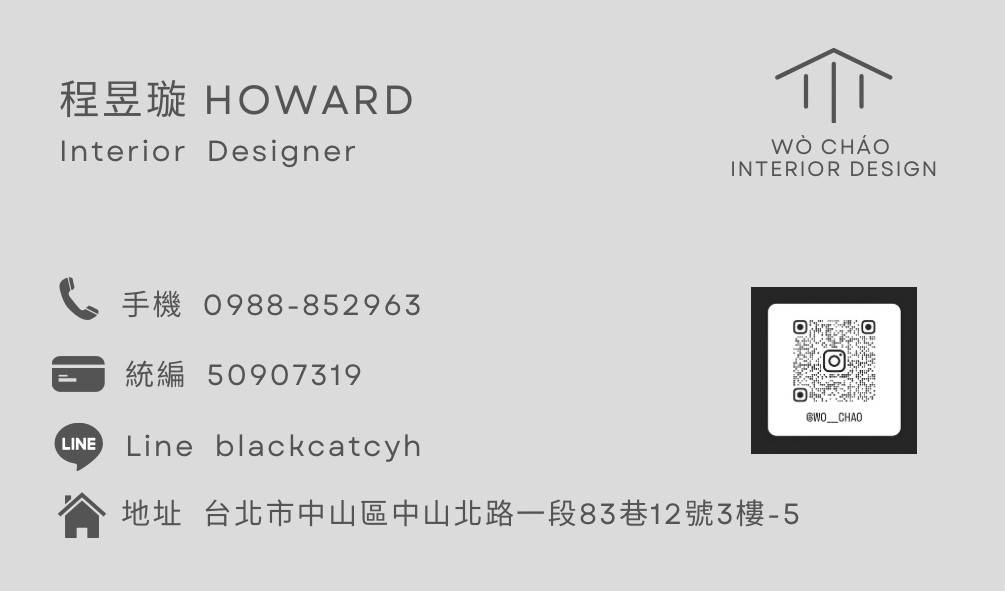 程昱璇 HOWARD
Interior Designer
WÒ CHÁO
INTERIOR DESIGN
手機 0988-852963
統編 50907319
LINE
Line blackcatcyh
地址 台北市中山區中山北路一段83巷12號3樓-5
@WO__CHAO